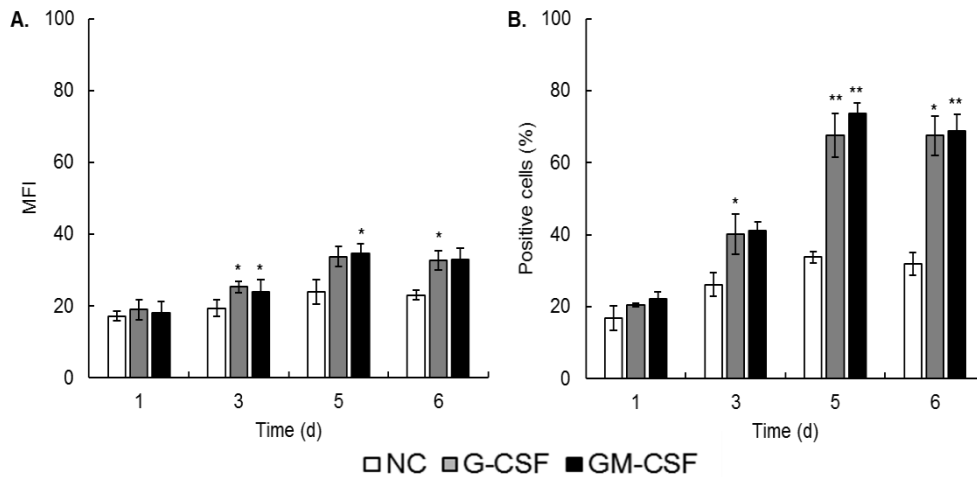 A.
100
80
60
40
20
0
MFI
* * * *
1 3 5 6
Time (d)
B.
100
80
60
40
20
0
Positive cells (%)
* ** ** * **
1 3 5 6
Time (d)
NC G-CSF GM-CSF